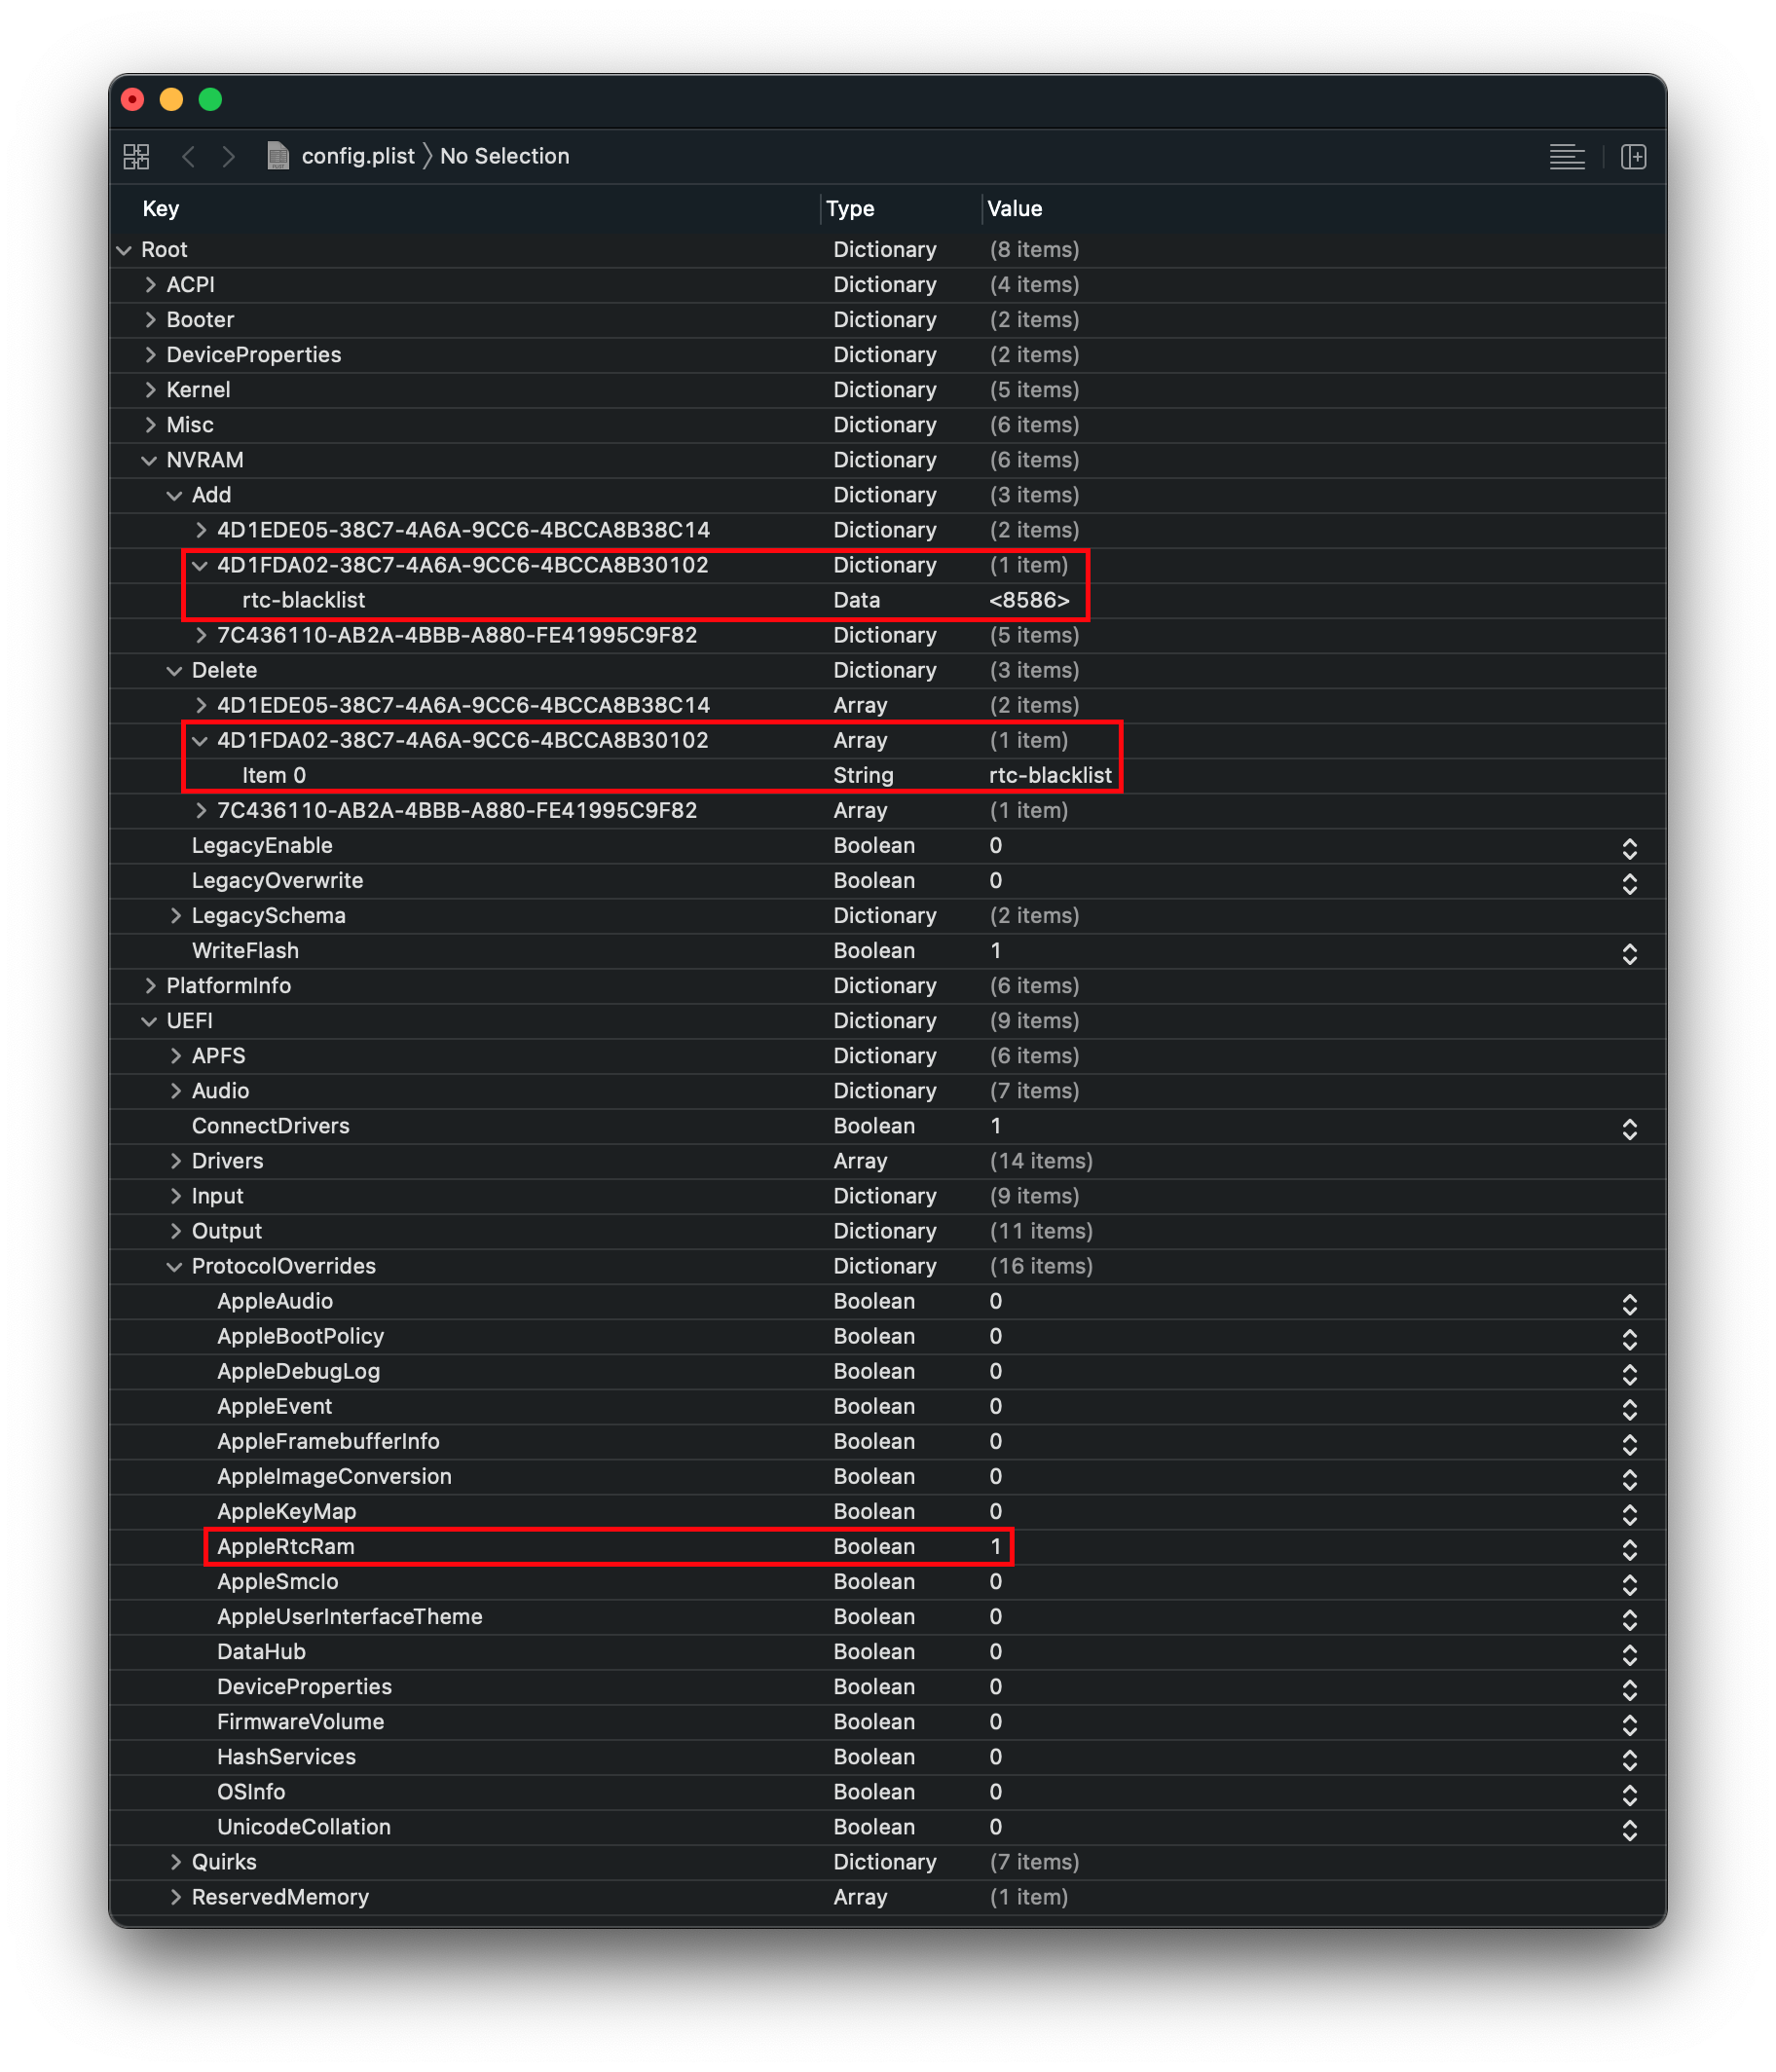 config.plist 〉 No Selection
Key Type Value
Root Dictionary (8 items)
ACPI Dictionary (4 items)
Booter Dictionary (2 items)
DeviceProperties Dictionary (2 items)
Kernel Dictionary (5 items)
Misc Dictionary (6 items)
NVRAM Dictionary (6 items)
Add Dictionary (3 items)
4D1EDE05-38C7-4A6A-9CC6-4BCCA8B38C14 Dictionary (2 items)
4D1FDA02-38C7-4A6A-9CC6-4BCCA8B30102 Dictionary (1 item)
rtc-blacklist Data <8586>
7C436110-AB2A-4BBB-A880-FE41995C9F82 Dictionary (5 items)
Delete Dictionary (3 items)
4D1EDE05-38C7-4A6A-9CC6-4BCCA8B38C14 Array (2 items)
4D1FDA02-38C7-4A6A-9CC6-4BCCA8B30102 Array (1 item)
Item 0 String rtc-blacklist
7C436110-AB2A-4BBB-A880-FE41995C9F82 Array (1 item)
LegacyEnable Boolean 0
LegacyOverwrite Boolean 0
LegacySchema Dictionary (2 items)
WriteFlash Boolean 1
PlatformInfo Dictionary (6 items)
UEFI Dictionary (9 items)
APFS Dictionary (6 items)
Audio Dictionary (7 items)
ConnectDrivers Boolean 1
Drivers Array (14 items)
Input Dictionary (9 items)
Output Dictionary (11 items)
ProtocolOverrides Dictionary (16 items)
AppleAudio Boolean 0
AppleBootPolicy Boolean 0
AppleDebugLog Boolean 0
AppleEvent Boolean 0
AppleFramebufferInfo Boolean 0
AppleImageConversion Boolean 0
AppleKeyMap Boolean 0
AppleRtcRam Boolean 1
AppleSmcIo Boolean 0
AppleUserInterfaceTheme Boolean 0
DataHub Boolean 0
DeviceProperties Boolean 0
FirmwareVolume Boolean 0
HashServices Boolean 0
OSInfo Boolean 0
UnicodeCollation Boolean 0
Quirks Dictionary (7 items)
ReservedMemory Array (1 item)